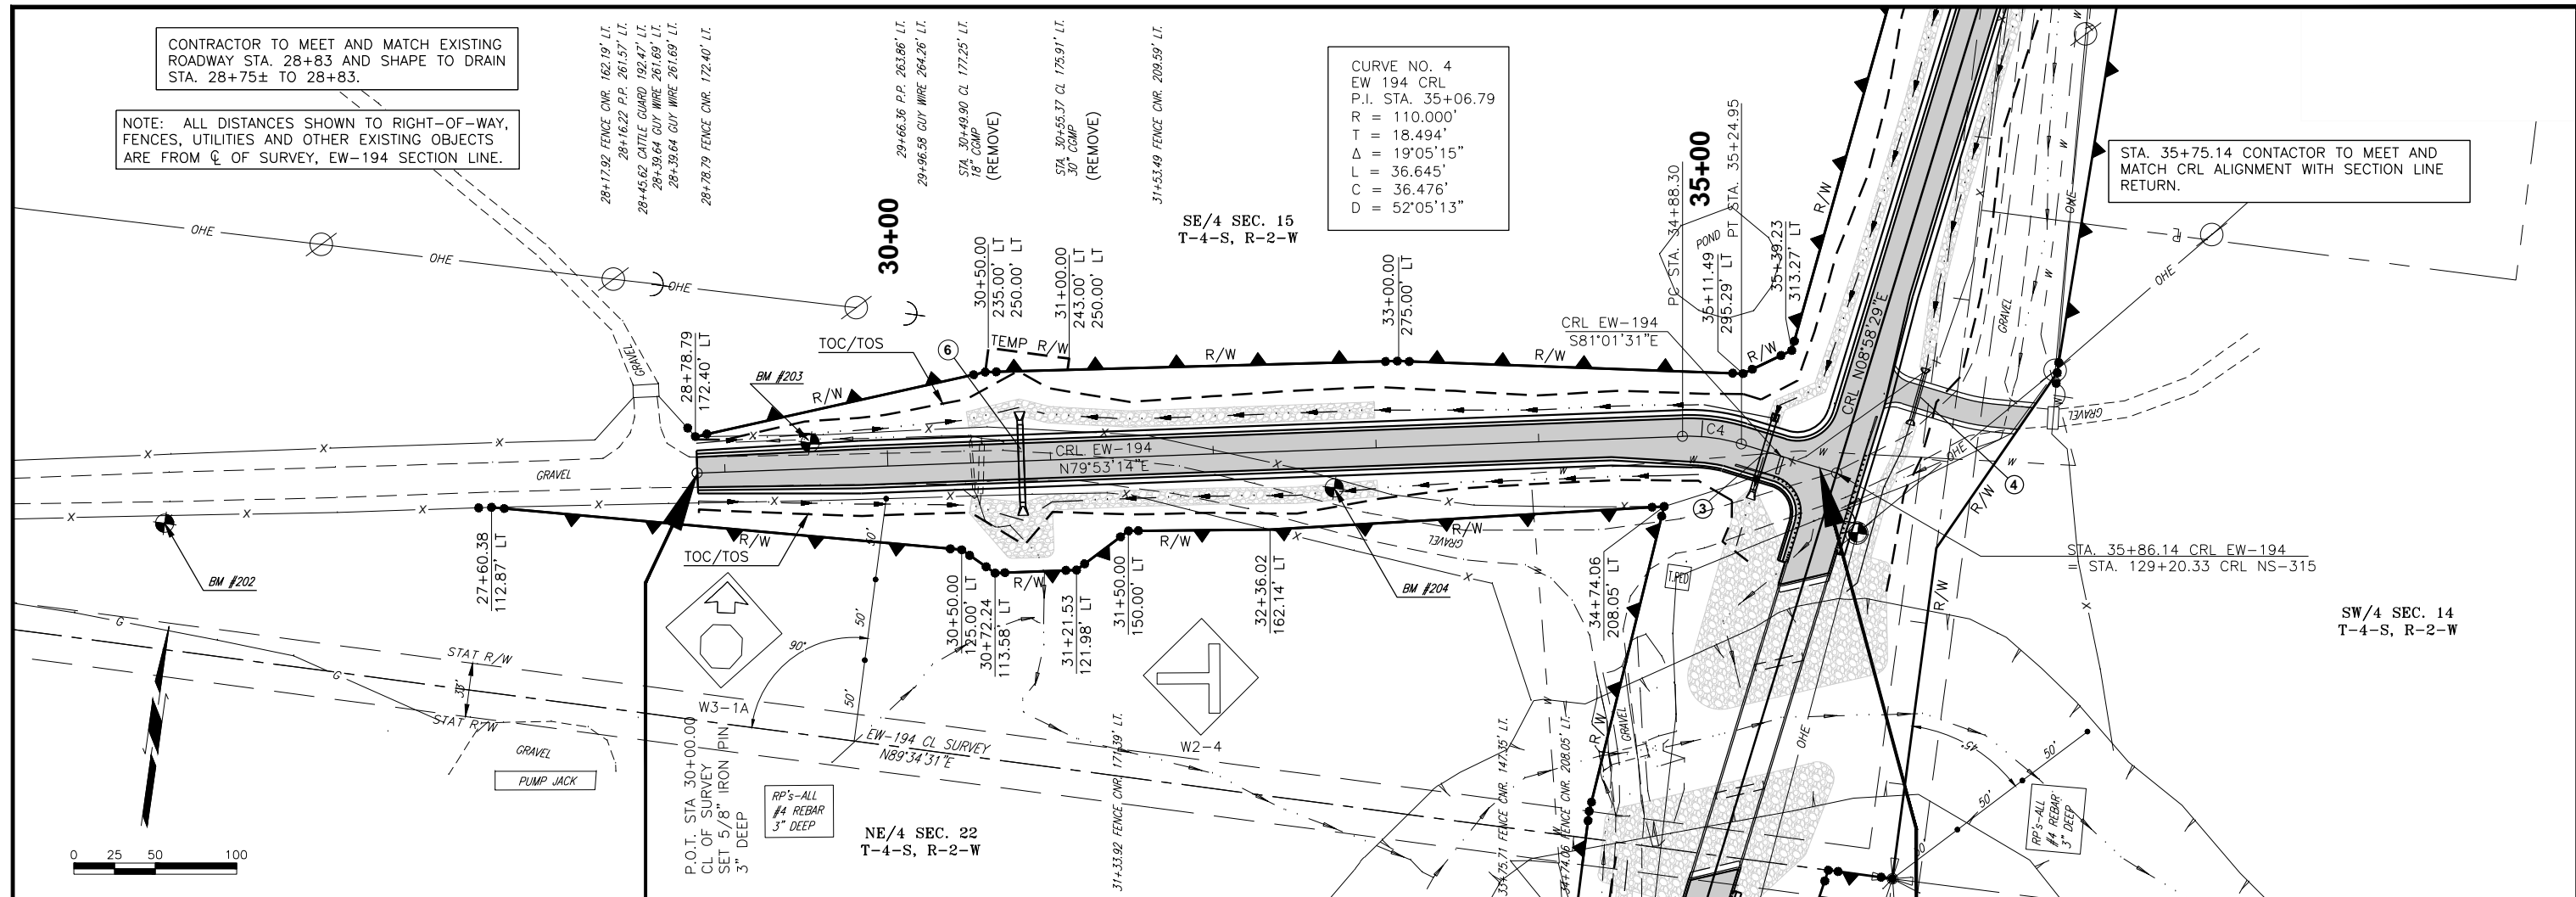 CONTRACTOR TO MEET AND MATCH EXISTING
ROADWAY STA. 28+83 AND SHAPE TO DRAIN
STA. 28+75± TO 28+83.
NOTE: ALL DISTANCES SHOWN TO RIGHT-OF-WAY,
FENCES, UTILITIES AND OTHER EXISTING OBJECTS
ARE FROM ℄ OF SURVEY, EW-194 SECTION LINE.
28+17.92 FENCE CNR. 162.19' LT.
28+16.22 P.P. 261.57' LT.
28+45.62 CATTLE GUARD 192.47' LT.
28+39.64 GUY WIRE 261.69' LT.
28+39.64 GUY WIRE 261.69' LT.
28+78.79 FENCE CNR. 172.40' LT.
29+66.36 P.P. 263.86' LT.
29+96.58 GUY WIRE 264.26' LT.
STA. 30+49.90 CL 177.25' LT.
18" CGMP
(REMOVE)
STA. 30+55.37 CL 175.91' LT.
30" CGMP
(REMOVE)
31+53.49 FENCE CNR. 209.59' LT.
SE/4 SEC. 15
T-4-S, R-2-W
CURVE NO. 4
EW 194 CRL
P.I. STA. 35+06.79
R = 110.000'
T = 18.494'
Δ = 19°05'15"
L = 36.645'
C = 36.476'
D = 52°05'13"
STA. 35+75.14 CONTACTOR TO MEET AND
MATCH CRL ALIGNMENT WITH SECTION LINE
RETURN.
30+00
35+00
PC STA. 34+88.30
PT STA. 35+24.95
POND
35+11.49
295.29' LT
35+39.23
313.27' LT
OHE
OHE
OHE
OHE
OHE
OHE
OHE
GRAVEL
GRAVEL
GRAVEL
GRAVEL
GRAVEL
GRAVEL
GRAVEL
28+78.79
172.40' LT
BM #203
TOC/TOS
6
30+50.00
235.00' LT
250.00' LT
TEMP R/W
31+00.00
243.00' LT
250.00' LT
33+00.00
275.00' LT
R/W
R/W
R/W
R/W
R/W
CRL EW-194
S81°01'31"E
CRL N08°58'29"E
CRL EW-194
N79°53'14"E
C4
3
4
BM #202
27+60.38
112.87' LT
R/W
TOC/TOS
50'
50'
50'
90°
30+50.00
125.00' LT
30+72.24
113.58' LT
R/W
31+21.53
121.98' LT
31+50.00
150.00' LT
R/W
32+36.02
162.14' LT
R/W
BM #204
34+74.06
208.05' LT
T.PED
R/W
R/W
R/W
STA. 35+86.14 CRL EW-194
= STA. 129+20.33 CRL NS-315
SW/4 SEC. 14
T-4-S, R-2-W
G
G
STAT R/W
33'
STAT R/W
PUMP JACK
W3-1A
W2-4
P.O.T. STA 30+00.00
CL OF SURVEY
SET 5/8" IRON PIN
3" DEEP
RP's-ALL
#4 REBAR
3" DEEP
EW-194 CL SURVEY
N89°34'31"E
NE/4 SEC. 22
T-4-S, R-2-W
31+33.92 FENCE CNR. 171.39' LT.
33+75.71 FENCE CNR. 147.35' LT.
34+74.06 FENCE CNR. 208.05' LT.
45°
50'
50'
RP's-ALL
#4 REBAR
3" DEEP
0 25 50 100